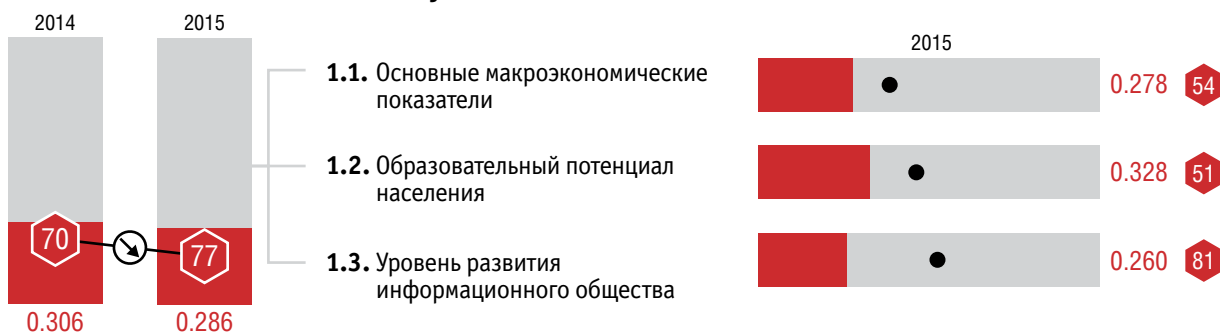 2014
2015
70
77
0.306
0.286
1.1. Основные макроэкономические
показатели
1.2. Образовательный потенциал
населения
1.3. Уровень развития
информационного общества
2015
0.278
54
0.328
51
0.260
81